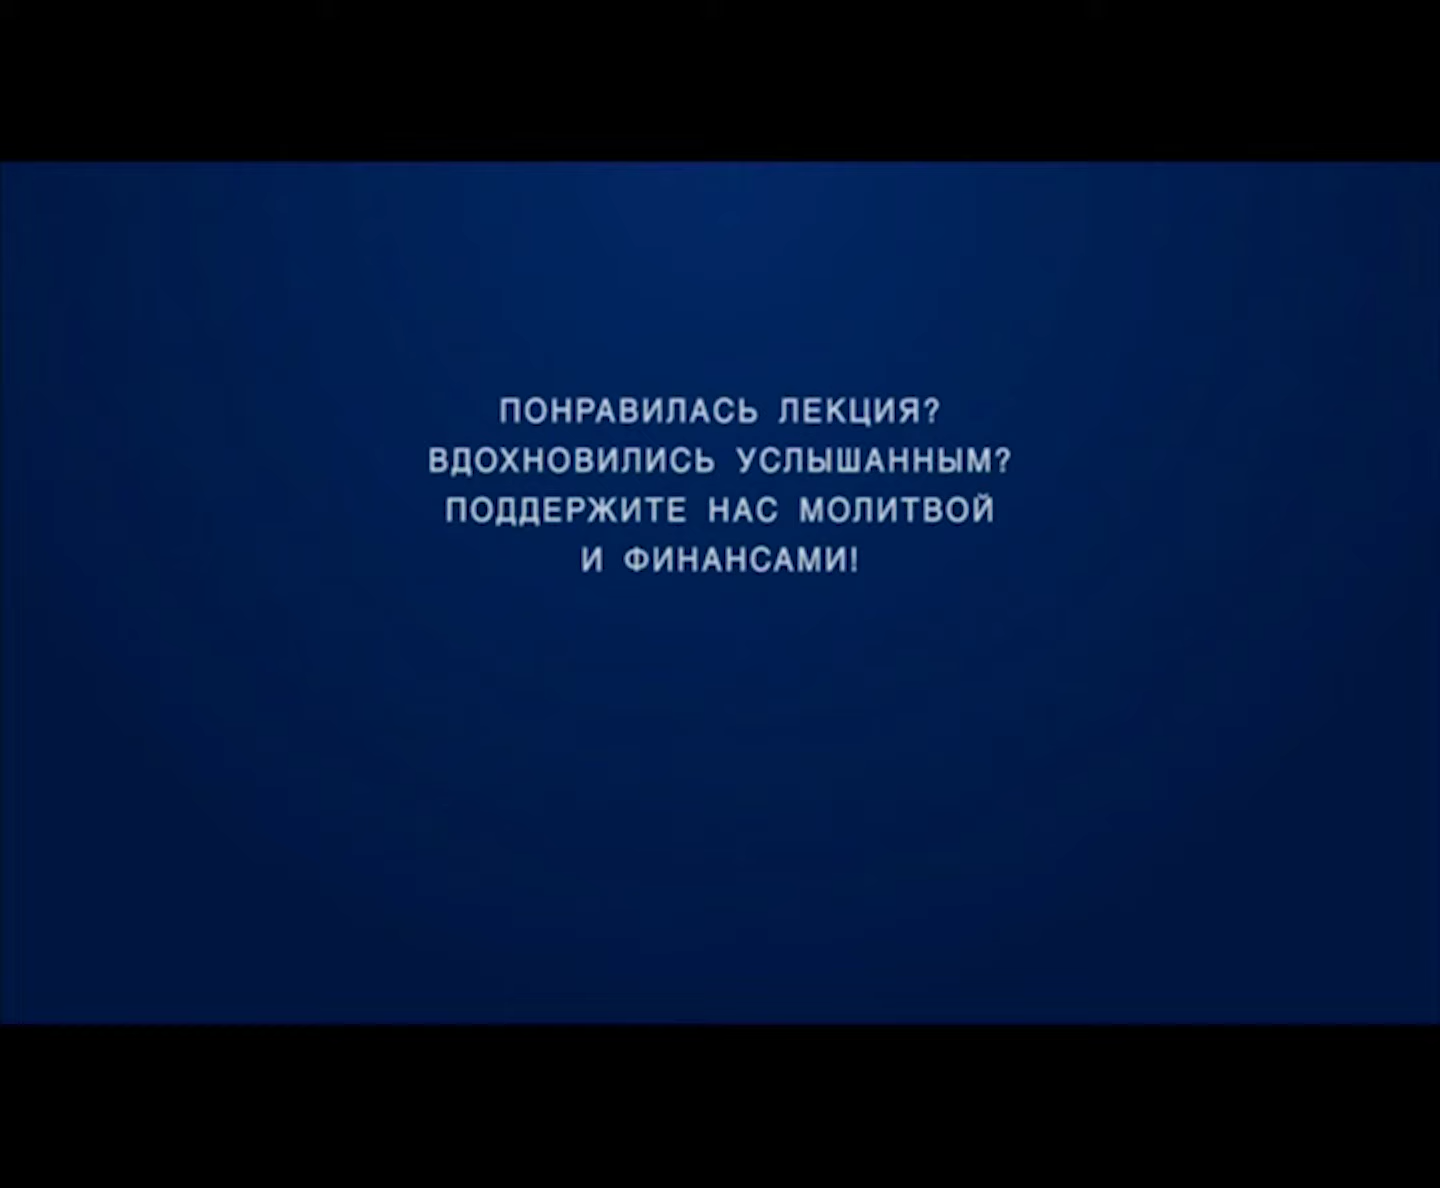 ПОНРАВИЛАСЬ ЛЕКЦИЯ?
ВДОХНОВИЛИСЬ УСЛЫШАННЫМ?
ПОДДЕРЖИТЕ НАС МОЛИТВОЙ
И ФИНАНСАМИ!